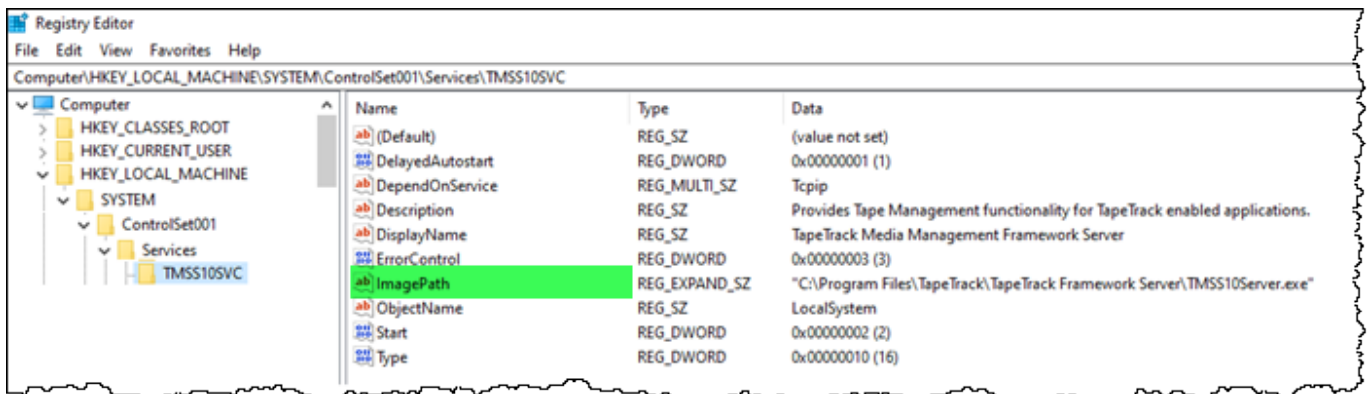 Registry Editor
File Edit View Favorites Help
Computer\HKEY_LOCAL_MACHINE\SYSTEM\ControlSet001\Services\TMSS10SVC
Computer
HKEY_CLASSES_ROOT
HKEY_CURRENT_USER
HKEY_LOCAL_MACHINE
SYSTEM
ControlSet001
Services
TMSS10SVC
Name Type Data
(Default) REG_SZ (value not set)
DelayedAutostart REG_DWORD 0x00000001 (1)
DependOnService REG_MULTI_SZ Tcpip
Description REG_SZ Provides Tape Management functionality for TapeTrack enabled applications.
DisplayName REG_SZ TapeTrack Media Management Framework Server
ErrorControl REG_DWORD 0x00000003 (3)
ImagePath REG_EXPAND_SZ "C:\Program Files\TapeTrack\TapeTrack Framework Server\TMSS10Server.exe"
ObjectName REG_SZ LocalSystem
Start REG_DWORD 0x00000002 (2)
Type REG_DWORD 0x00000010 (16)